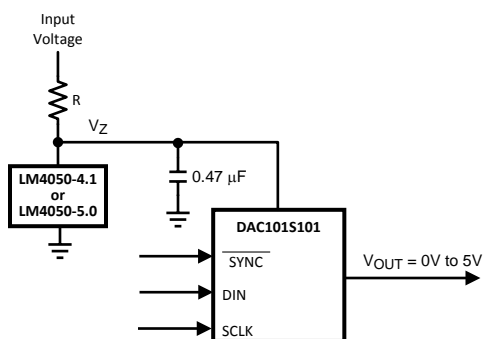 Input
Voltage
R
VZ
LM4050-4.1
or
LM4050-5.0
0.47 μF
DAC101S101
SYNC
DIN
SCLK
VOUT = 0V to 5V